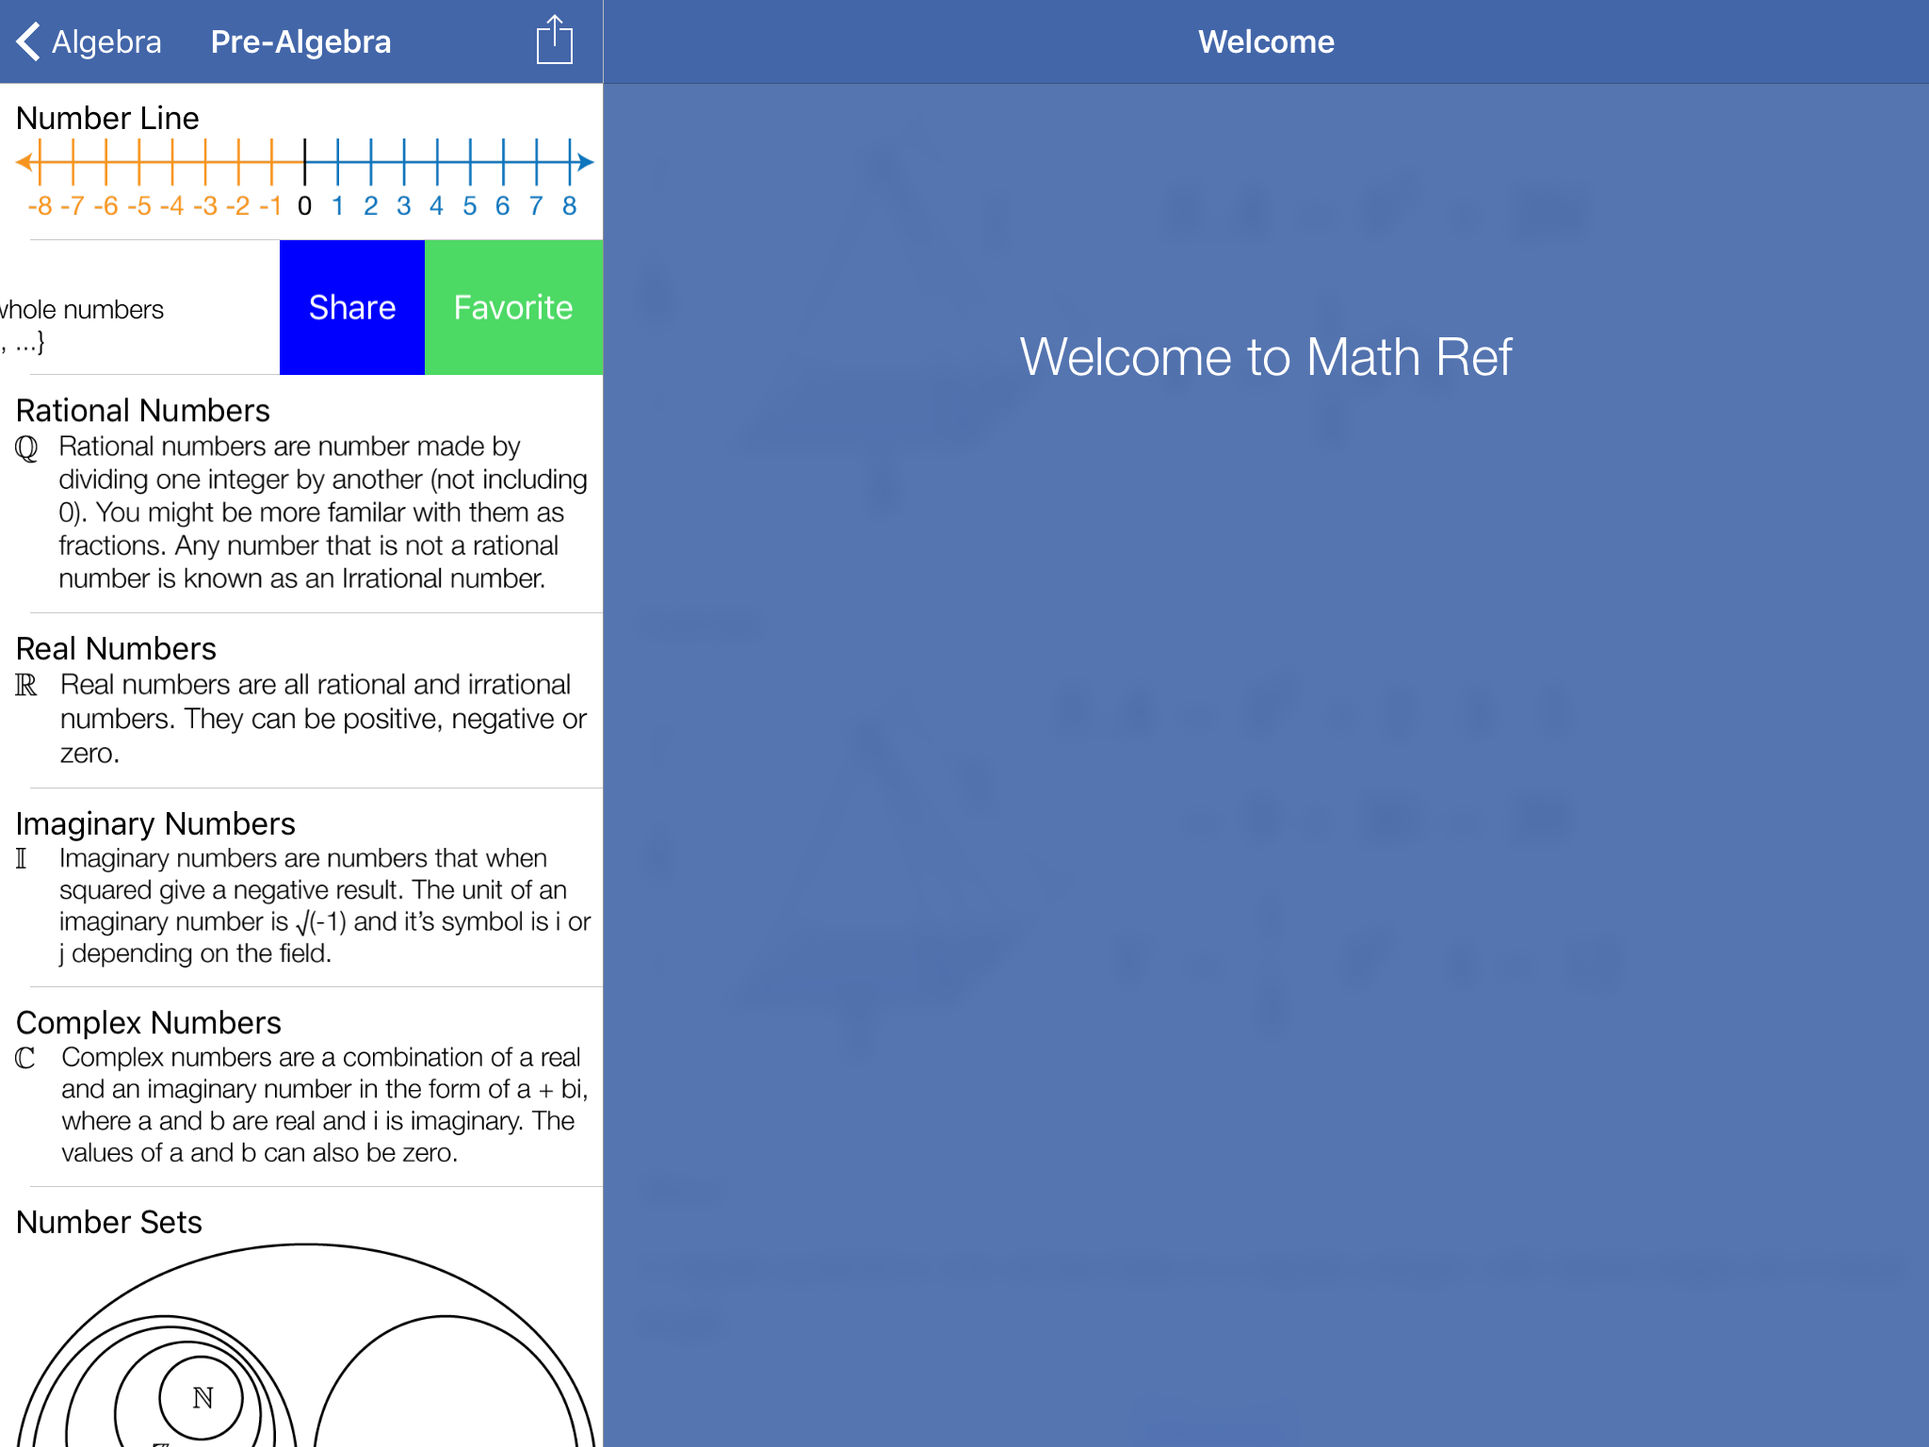 Algebra Pre-Algebra
Number Line
-8 -7 -6 -5 -4 -3 -2 -1 0 1 2 3 4 5 6 7 8
whole numbers
, ...}
Share Favorite
Rational Numbers
ℚ Rational numbers are number made by
dividing one integer by another (not including
0). You might be more familar with them as
fractions. Any number that is not a rational
number is known as an Irrational number.
Real Numbers
ℝ Real numbers are all rational and irrational
numbers. They can be positive, negative or
zero.
Imaginary Numbers
𝕀 Imaginary numbers are numbers that when
squared give a negative result. The unit of an
imaginary number is √(-1) and it's symbol is i or
j depending on the field.
Complex Numbers
ℂ Complex numbers are a combination of a real
and an imaginary number in the form of a + bi,
where a and b are real and i is imaginary. The
values of a and b can also be zero.
Number Sets
ℕ
Welcome
Welcome to Math Ref